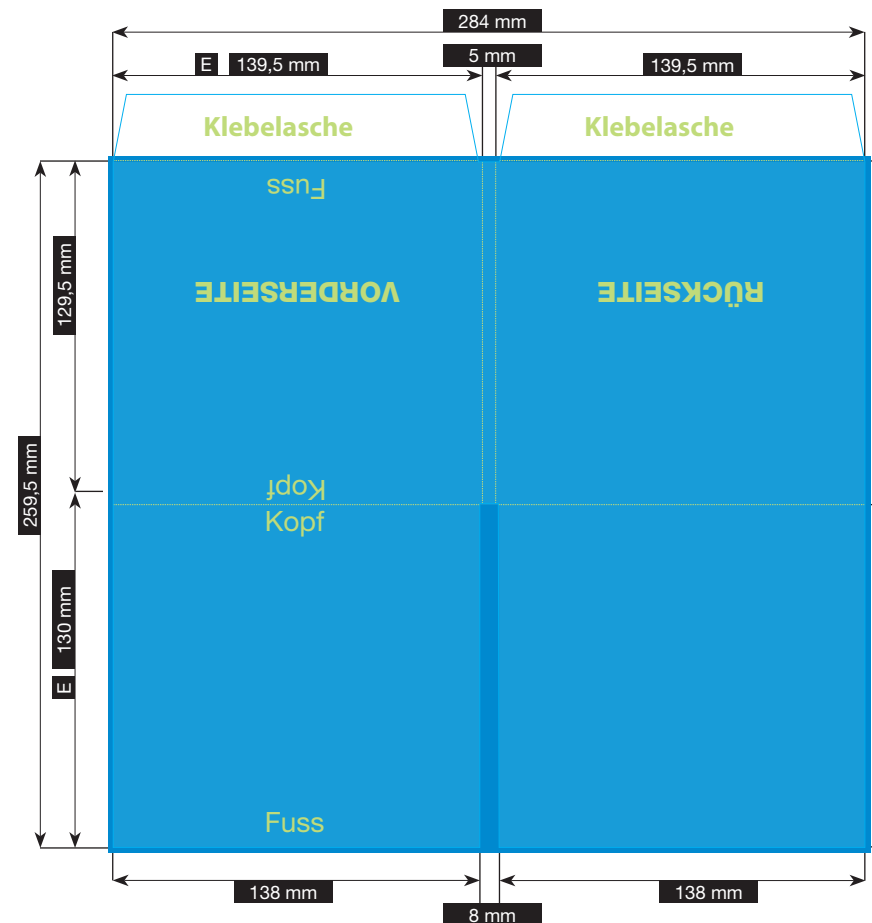 284 mm
5 mm
E 139,5 mm
139,5 mm
Klebelasche
Klebelasche
Fuss
VORDERSEITE
RÜCKSEITE
129,5 mm
259,5 mm
Kopf
Kopf
130 mm
E
Fuss
138 mm
138 mm
8 mm